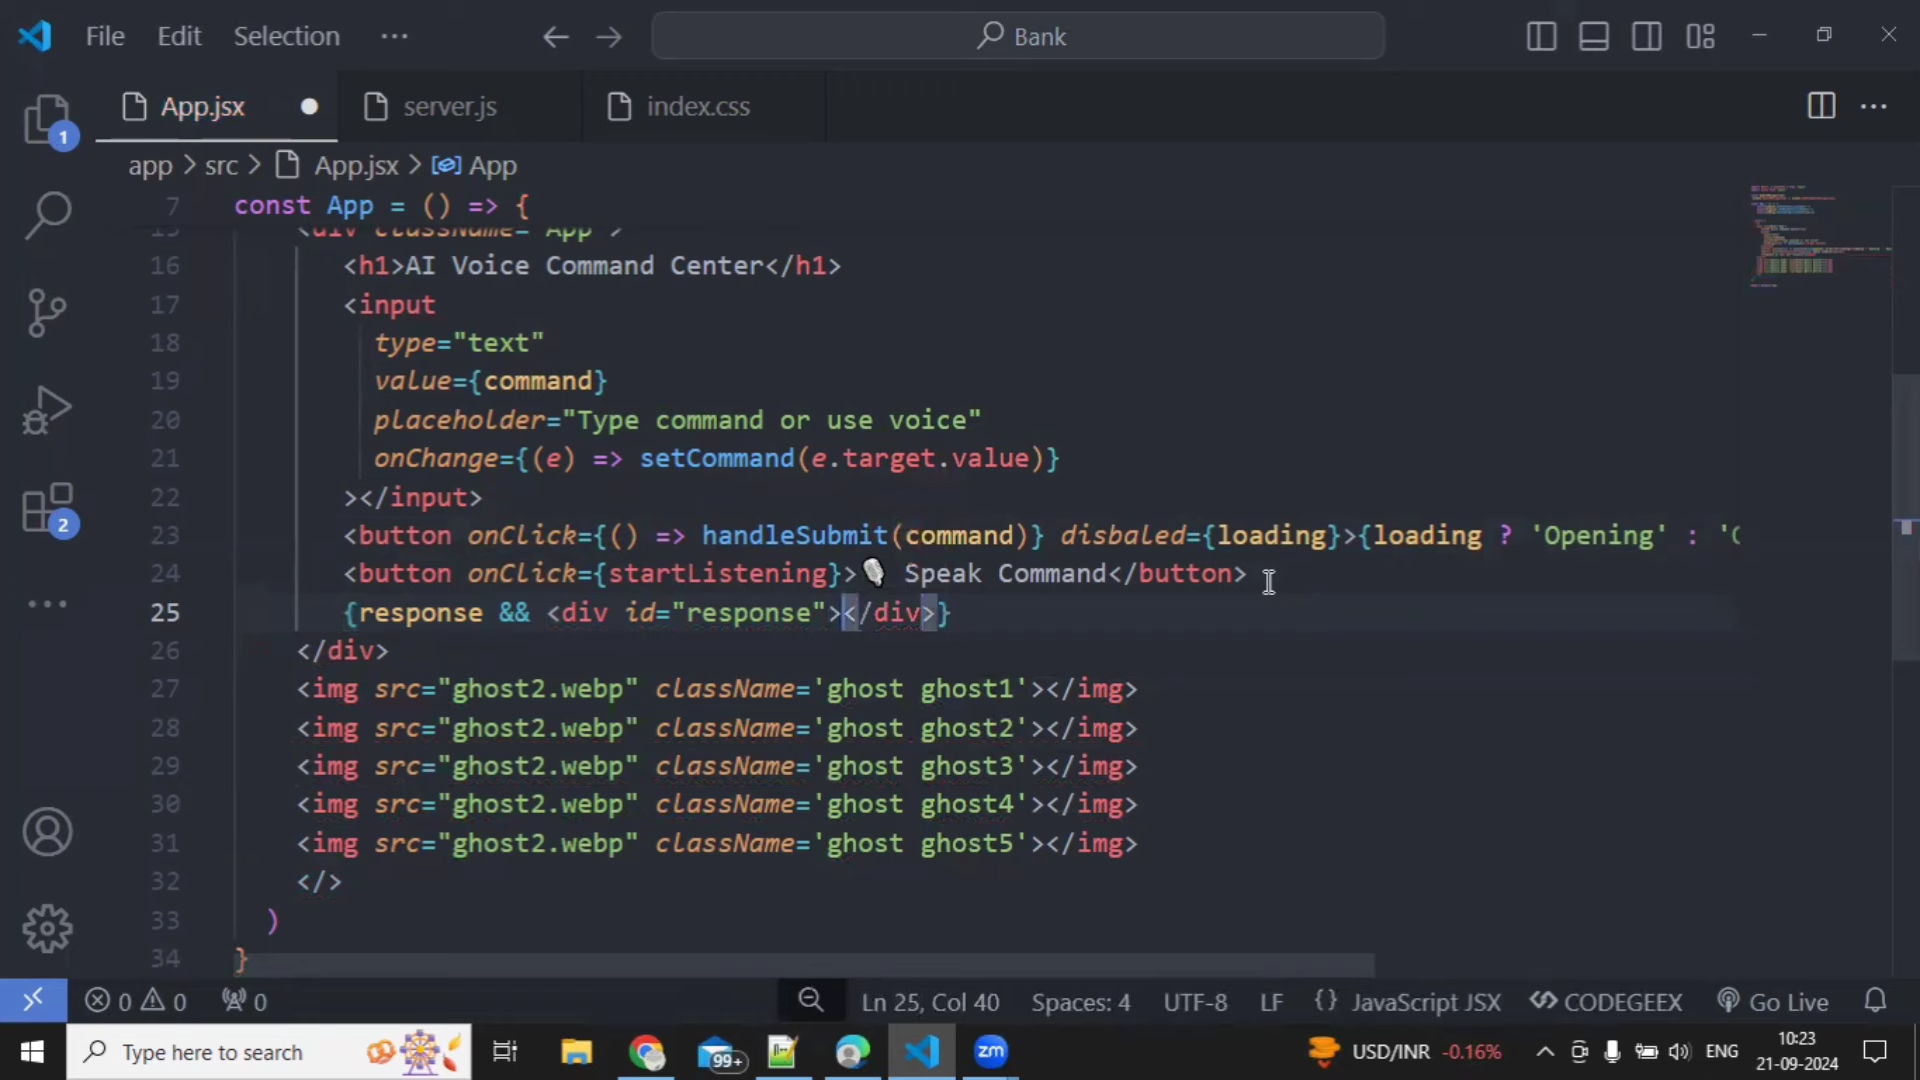 File Edit Selection ··· Bank
App.jsx server.js index.css
app > src > App.jsx > App
7 const App = () => {
15 <div className="App">
16 <h1>AI Voice Command Center</h1>
17 <input
18 type="text"
19 value={command}
20 placeholder="Type command or use voice"
21 onChange={(e) => setCommand(e.target.value)}
22 ></input>
23 <button onClick={() => handleSubmit(command)} disbaled={loading}>{loading ? 'Opening' : '
24 <button onClick={startListening}>🎙 Speak Command</button>
25 {response && <div id="response"></div>}
26 </div>
27 <img src="ghost2.webp" className='ghost ghost1'></img>
28 <img src="ghost2.webp" className='ghost ghost2'></img>
29 <img src="ghost2.webp" className='ghost ghost3'></img>
30 <img src="ghost2.webp" className='ghost ghost4'></img>
31 <img src="ghost2.webp" className='ghost ghost5'></img>
32 </>
33 )
34 }
1
2
0 0 0 Ln 25, Col 40 Spaces: 4 UTF-8 LF {} JavaScript JSX CODEGEEX Go Live
Type here to search 99+ zm USD/INR -0.16% ENG 10:23
21-09-2024